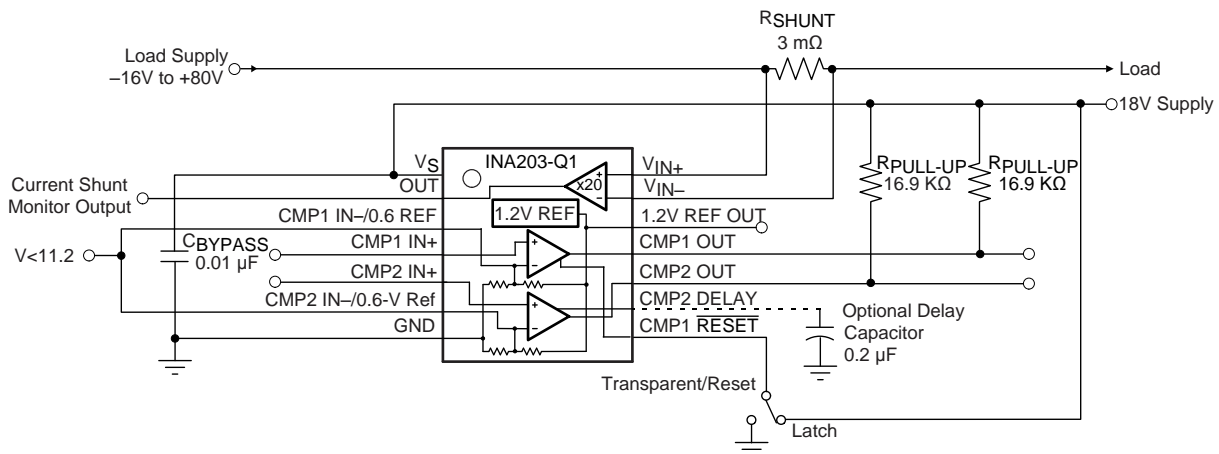 RSHUNT
3 mΩ
Load Supply
–16V to +80V
Load
18V Supply
VS
INA203-Q1
VIN+
RPULL-UP
16.9 KΩ
RPULL-UP
16.9 KΩ
Current Shunt
Monitor Output
OUT
+
x20
–
VIN–
CMP1 IN–/0.6 REF
1.2V REF
1.2V REF OUT
V<11.2
CBYPASS
0.01 µF
CMP1 IN+
+
–
CMP1 OUT
CMP2 IN+
CMP2 OUT
CMP2 IN–/0.6-V Ref
+
–
CMP2 DELAY
GND
CMP1 RESET
Optional Delay
Capacitor
0.2 µF
Transparent/Reset
Latch